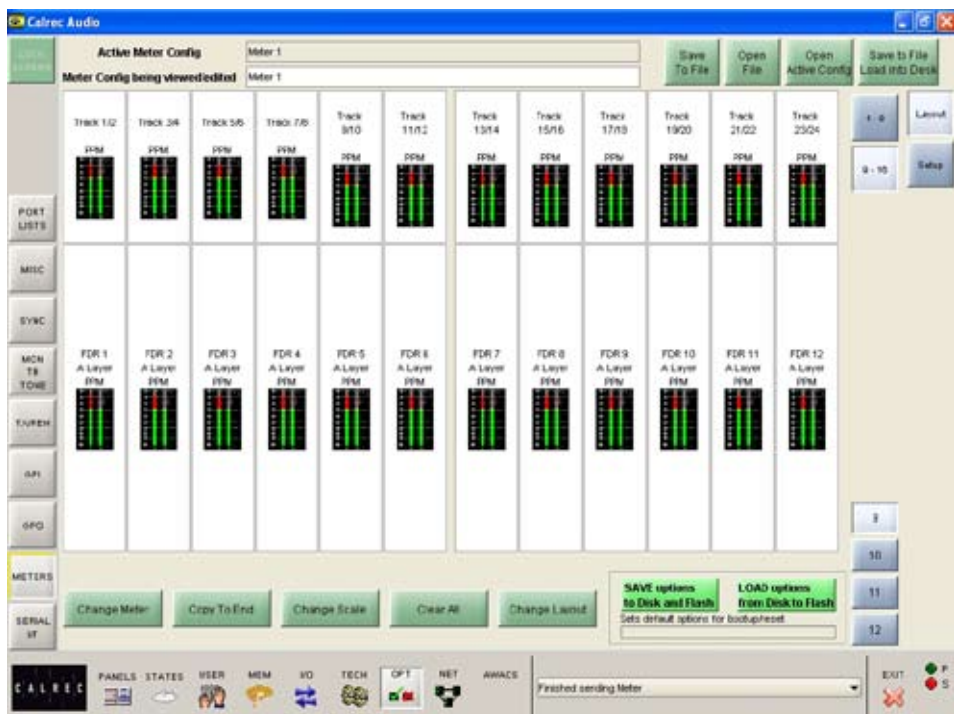 Calrec Audio
Active Meter Config
Meter 1
Meter Config being viewed/edited
Meter 1
Save
To File
Open
File
Open
Active Config
Save to File
Load into Desk
Track 1/2
Track 3/4
Track 5/6
Track 7/8
Track
9/10
Track
11/12
Track
13/14
Track
15/16
Track
17/18
Track
19/20
Track
21/22
Track
23/24
PPM
PPM
PPM
PPM
PPM
PPM
PPM
PPM
PPM
PPM
PPM
PPM
Layout
9 - 16
Setup
PORT
LISTS
MISC
SYNC
MON
TB
TONE
GPI
GPO
METERS
SERIAL
FDR 1
A Layer
PPM
FDR 2
A Layer
PPM
FDR 3
A Layer
PPM
FDR 4
A Layer
PPM
FDR 5
A Layer
PPM
FDR 6
A Layer
PPM
FDR 7
A Layer
PPM
FDR 8
A Layer
PPM
FDR 9
A Layer
PPM
FDR 10
A Layer
PPM
FDR 11
A Layer
PPM
FDR 12
A Layer
PPM
10
11
12
Change Meter
Copy To End
Change Scale
Clear All
Change Layout
SAVE options
to Disk and Flash
LOAD options
from Disk to Flash
Sets default options for bootup/reset
CALREC
PANELS
STATES
USER
MEM
I/O
TECH
OPT
NET
AWACS
Finished sending Meter
EXIT
P
S